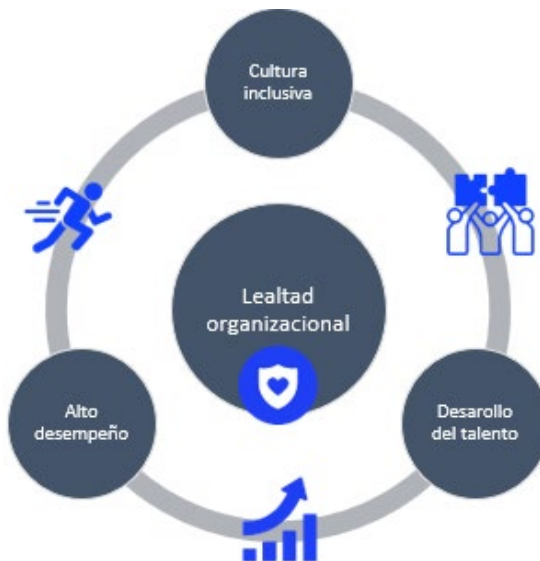 Cultura
inclusiva
Lealtad
organizacional
Alto
desempeño
Desarollo
del talento